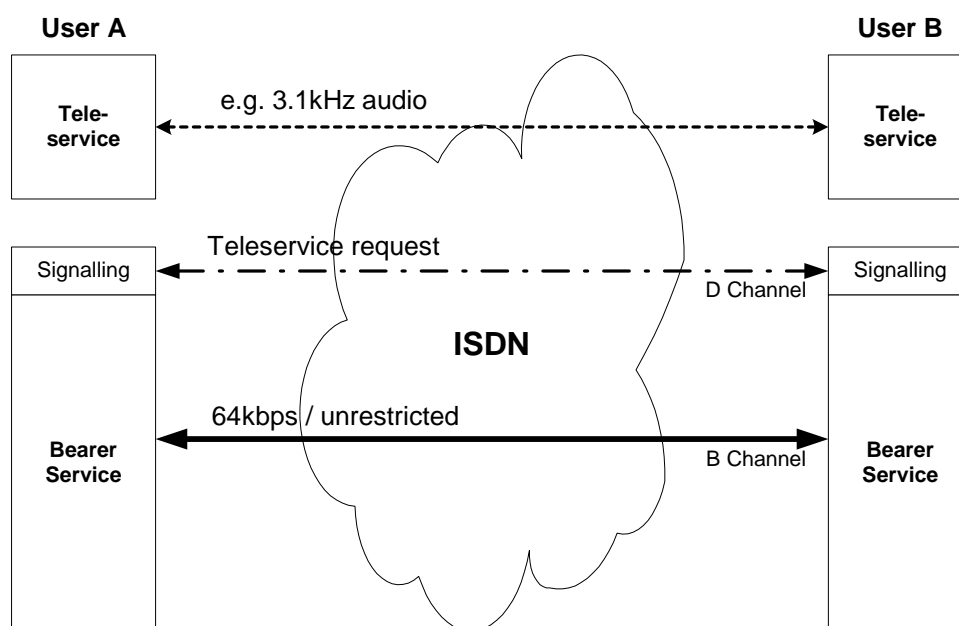 User A
User B
Tele-
service
e.g. 3.1kHz audio
Tele-
service
Signalling
Teleservice request
D Channel
Signalling
ISDN
Bearer
Service
64kbps / unrestricted
B Channel
Bearer
Service